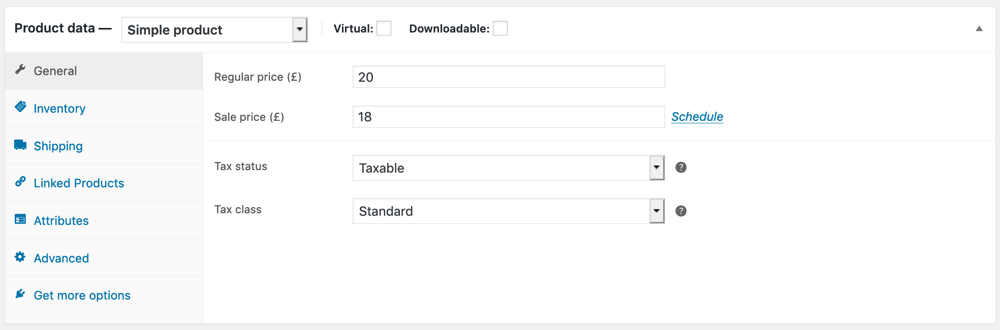 Product data — Simple product Virtual: Downloadable:
General
Inventory
Shipping
Linked Products
Attributes
Advanced
Get more options
Regular price (£) 20
Sale price (£) 18 Schedule
Tax status Taxable ?
Tax class Standard ?